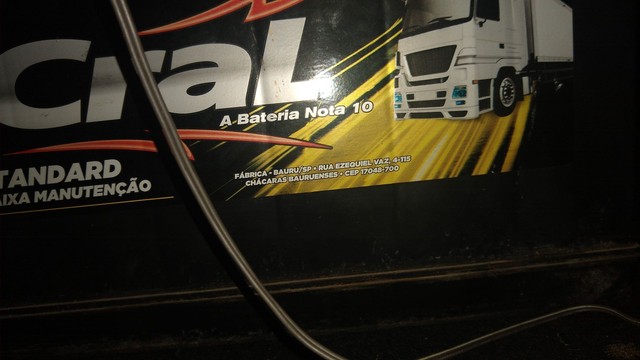 Cral
A Bateria Nota 10
FÁBRICA - BAURU/SP • RUA EZEQUIEL VAZ, 4-115
CHÁCARAS BAURUENSES • CEP 17048-700
TANDARD
AIXA MANUTENÇÃO